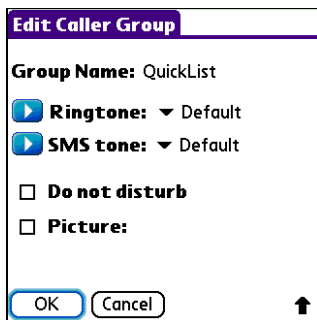 Edit Caller Group
Group Name: QuickList
Ringtone: Default
SMS tone: Default
Do not disturb
Picture:
OK Cancel